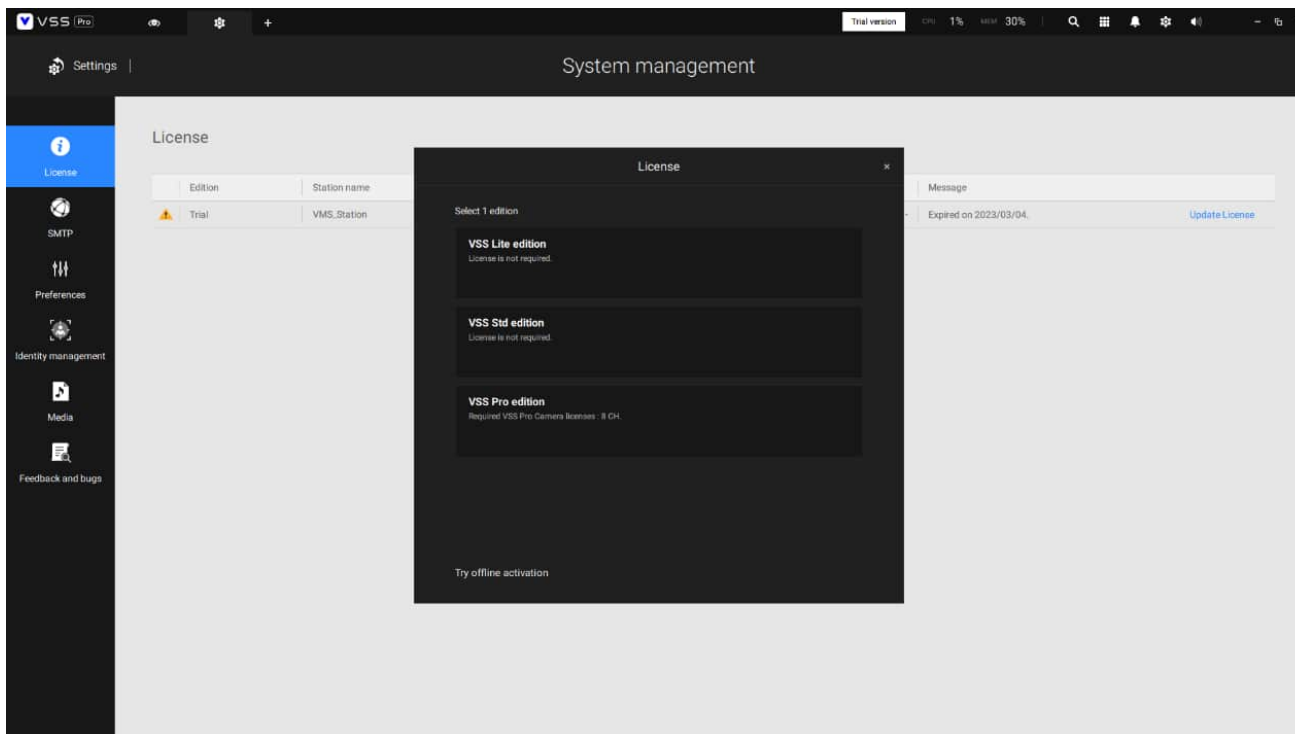 VSS Pro
+
Trial version
CPU 1% MEM 30%
Settings
System management
License
SMTP
Preferences
Identity management
Media
Feedback and bugs
License
Edition Station name Message
Trial VMS_Station - Expired on 2023/03/04. Update License
License ×
Select 1 edition
VSS Lite edition
License is not required.
VSS Std edition
License is not required.
VSS Pro edition
Required VSS Pro Camera licenses : 8 CH.
Try offline activation